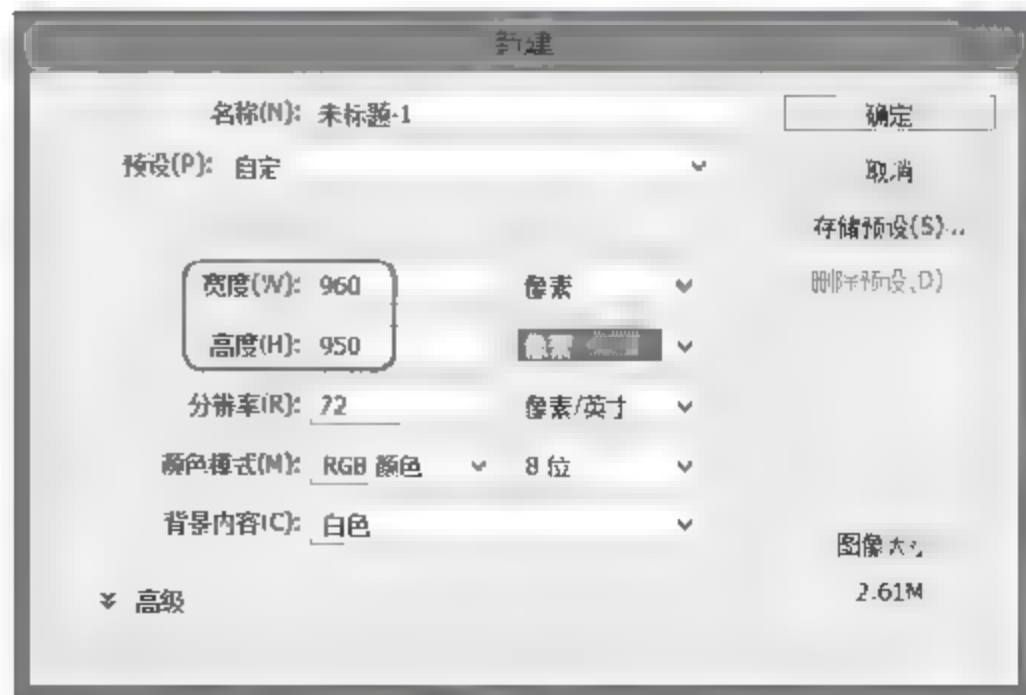 新建
名称(N): 未标题-1
确定
预设(P): 自定
取消
存储预设(S)...
宽度(W): 960 像素
删除预设(D)
高度(H): 950 像素
分辨率(R): 72 像素/英寸
颜色模式(M): RGB 颜色 8 位
背景内容(C): 白色
图像大小
高级
2.61M